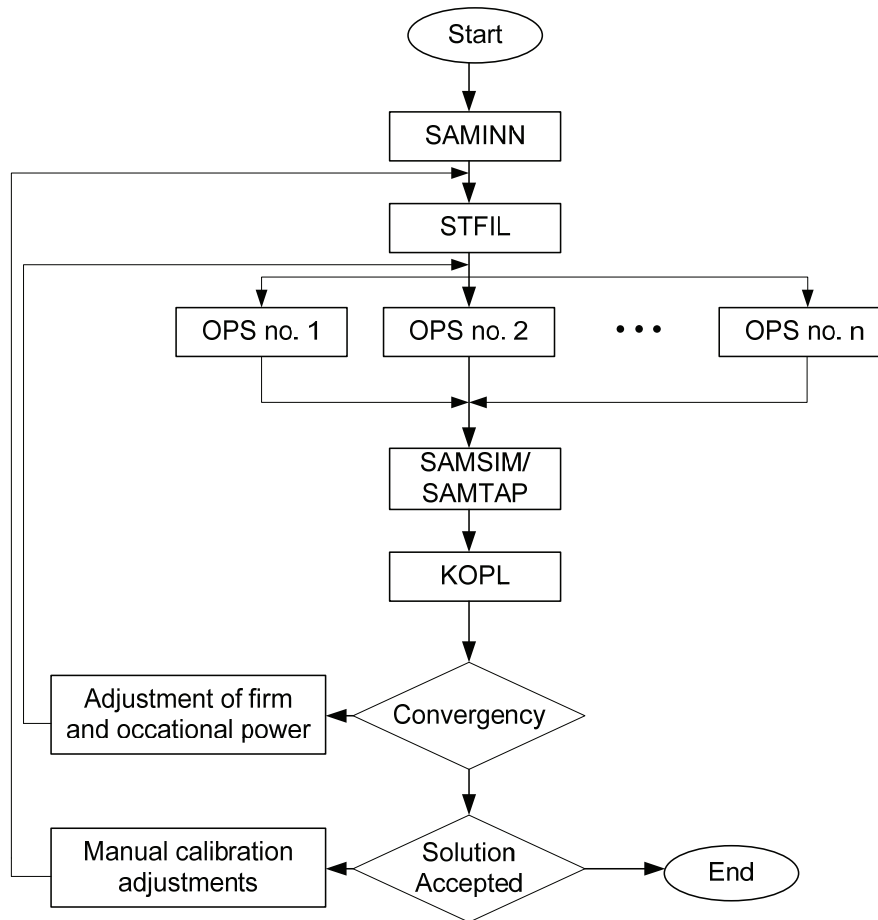 Start
SAMINN
STFIL
OPS no. 1
OPS no. 2
• • •
OPS no. n
SAMSIM/
SAMTAP
KOPL
Adjustment of firm
and occational power
Convergency
Manual calibration
adjustments
Solution
Accepted
End